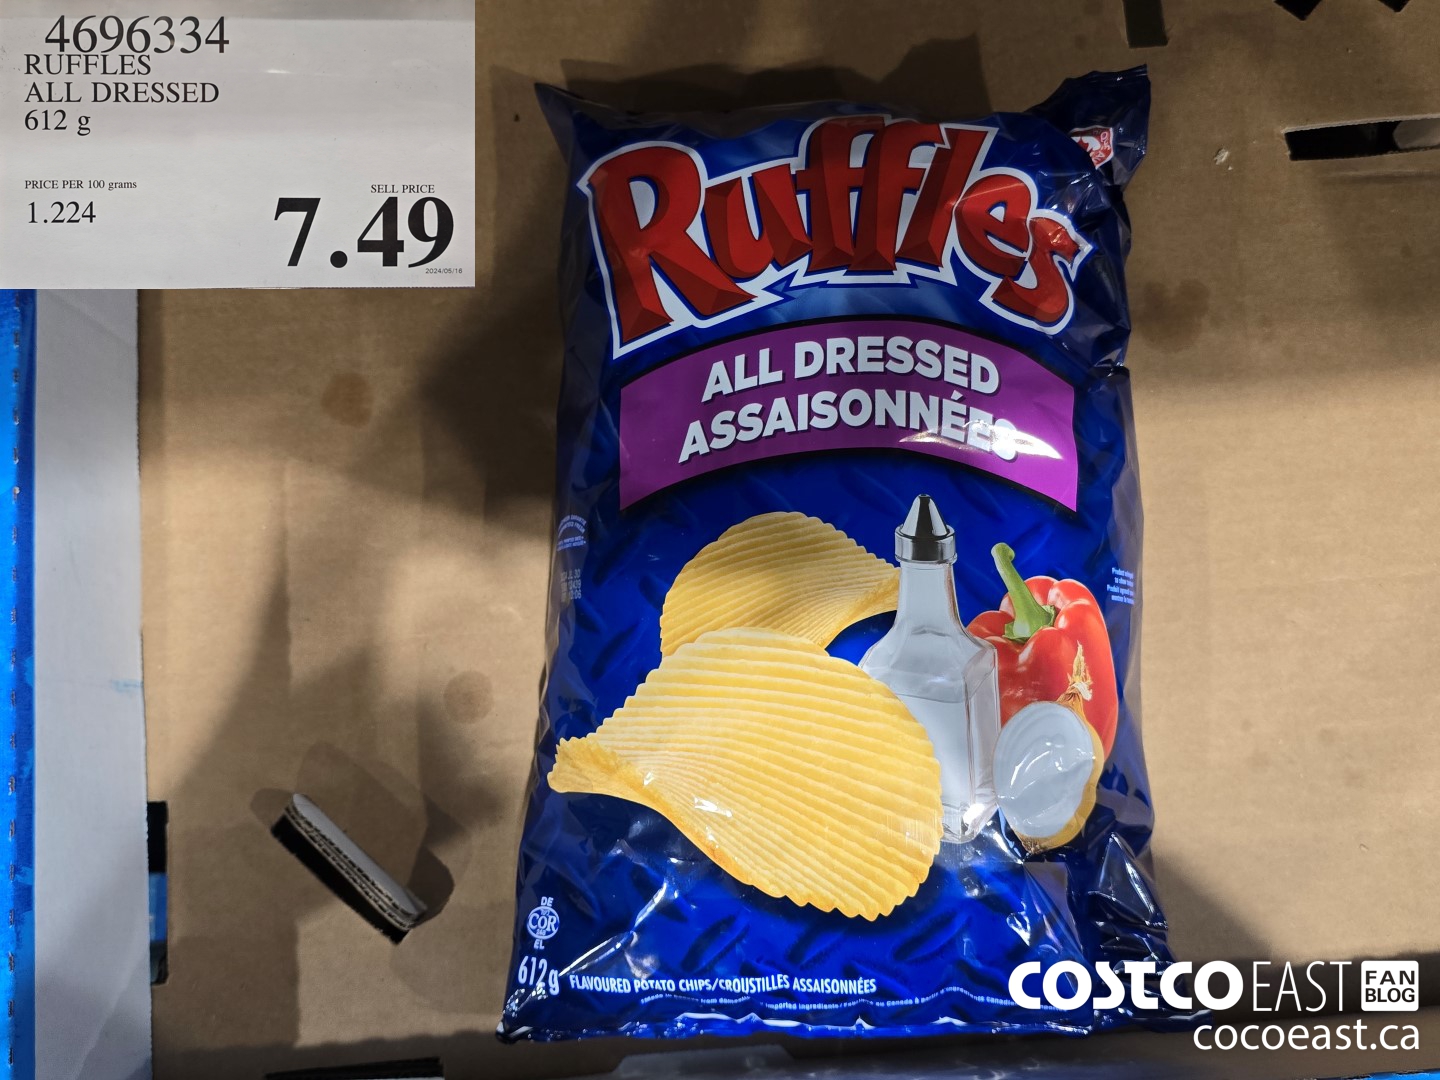 4696334
RUFFLES
ALL DRESSED
612 g
PRICE PER 100 grams
1.224
SELL PRICE
7.49
2024/05/16
Ruffles
ALL DRESSED
ASSAISONNÉES
DE
COR
EL
612g
FLAVOURED POTATO CHIPS/CROUSTILLES ASSAISONNÉES
COSTCO EAST FAN BLOG
cocoeast.ca